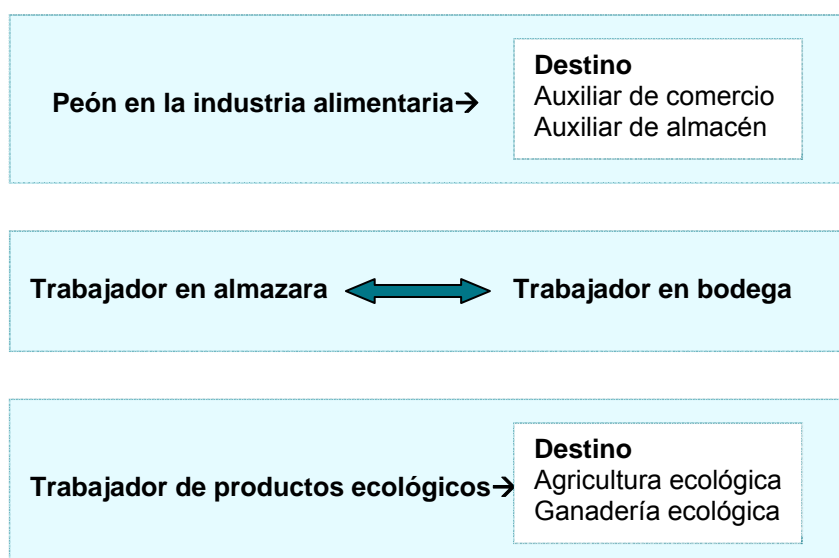 Peón en la industria alimentaria→
Destino
Auxiliar de comercio
Auxiliar de almacén
Trabajador en almazara
Trabajador en bodega
Trabajador de productos ecológicos→
Destino
Agricultura ecológica
Ganadería ecológica